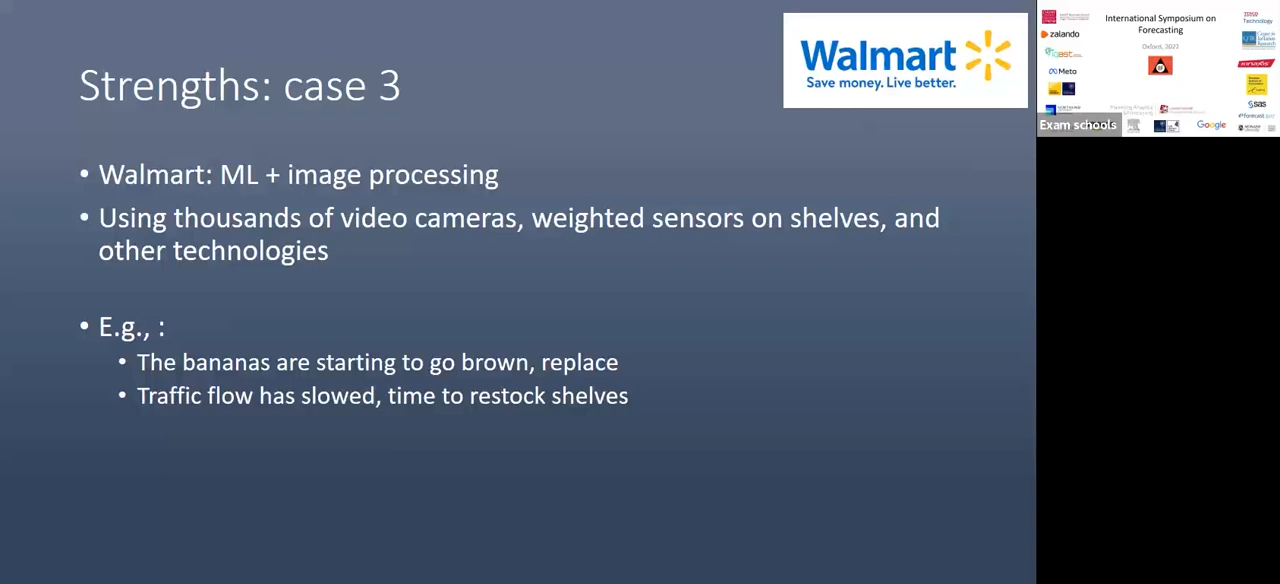 Strengths: case 3
Walmart
Save money. Live better.
• Walmart: ML + image processing
• Using thousands of video cameras, weighted sensors on shelves, and
other technologies
• E.g., :
• The bananas are starting to go brown, replace
• Traffic flow has slowed, time to restock shelves
International Symposium on
Forecasting
Oxford, 2022
zalando
Meta
Technology
sas
Google
Exam schools